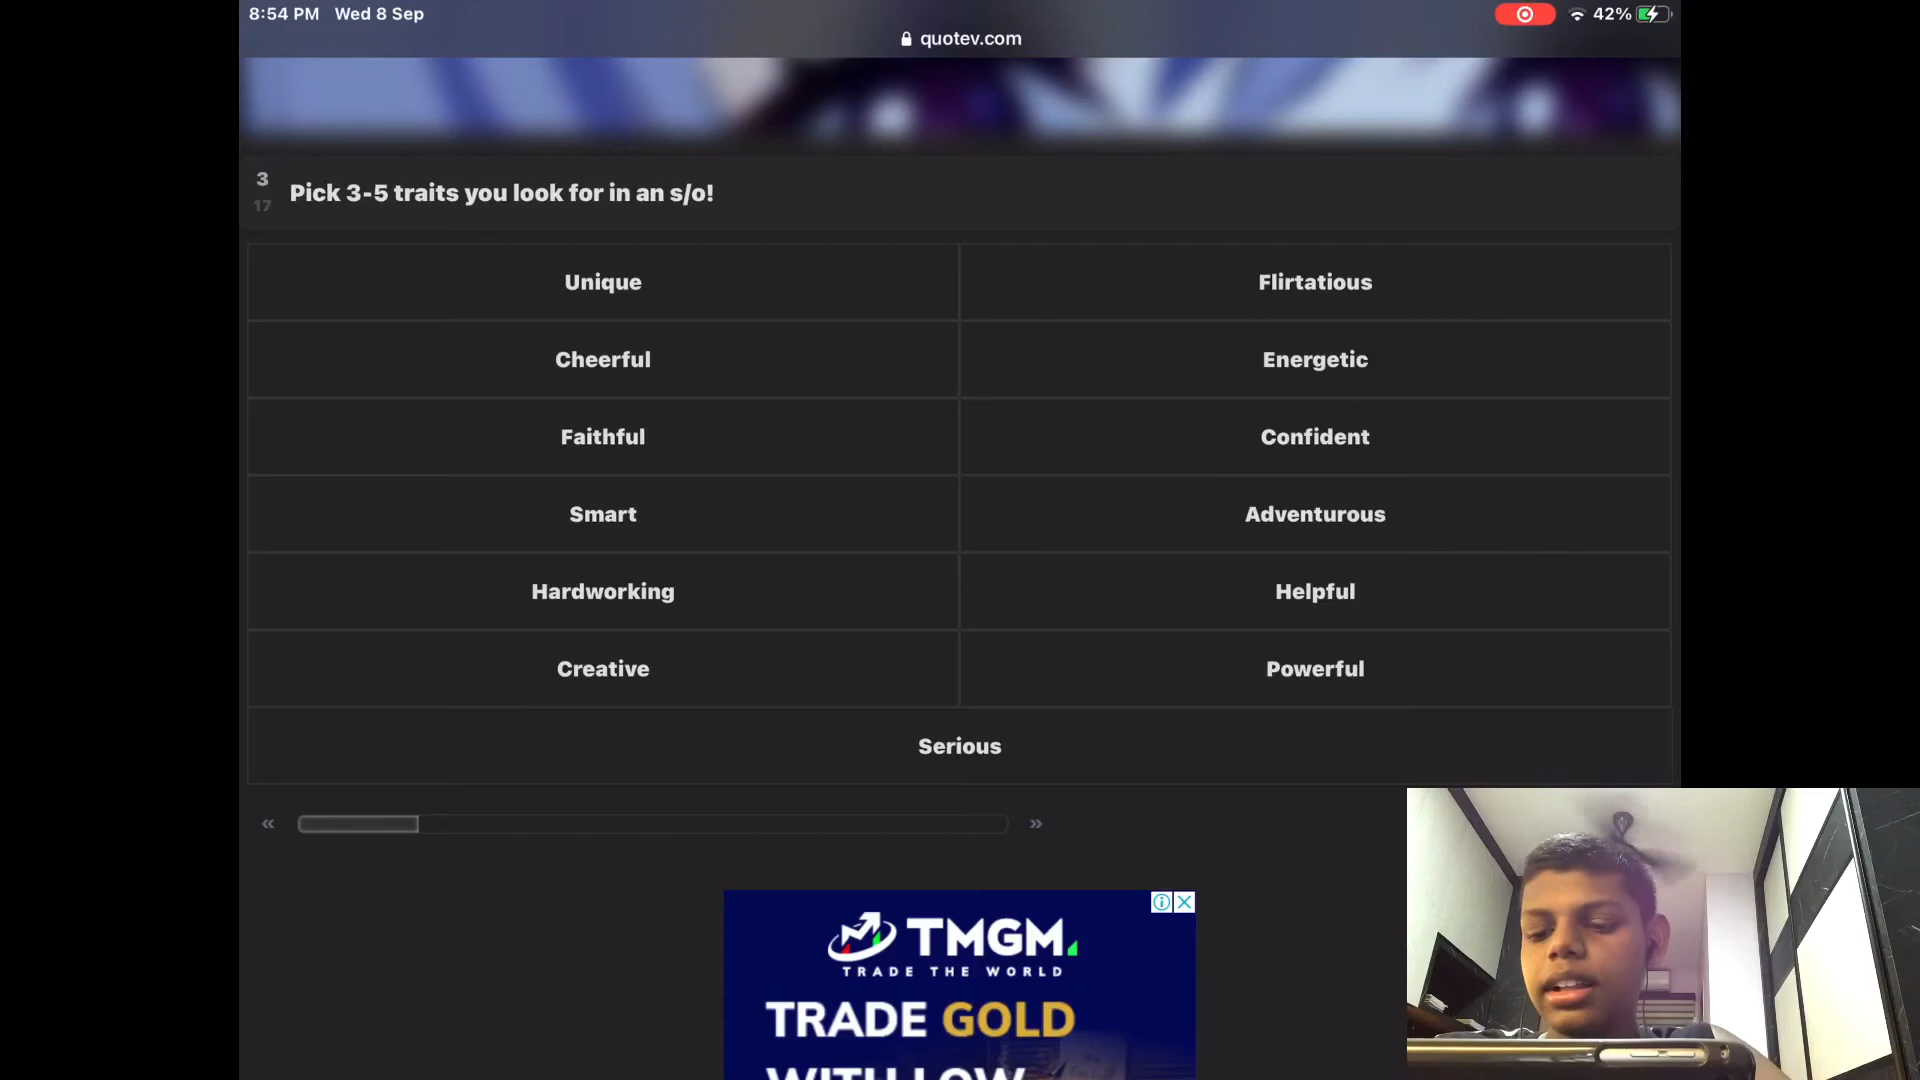 8:54 PM Wed 8 Sep
42%
quotev.com
3
17
Pick 3-5 traits you look for in an s/o!
Unique
Flirtatious
Cheerful
Energetic
Faithful
Confident
Smart
Adventurous
Hardworking
Helpful
Creative
Powerful
Serious
« »
TMGM
TRADE THE WORLD
TRADE GOLD
WITH LOW